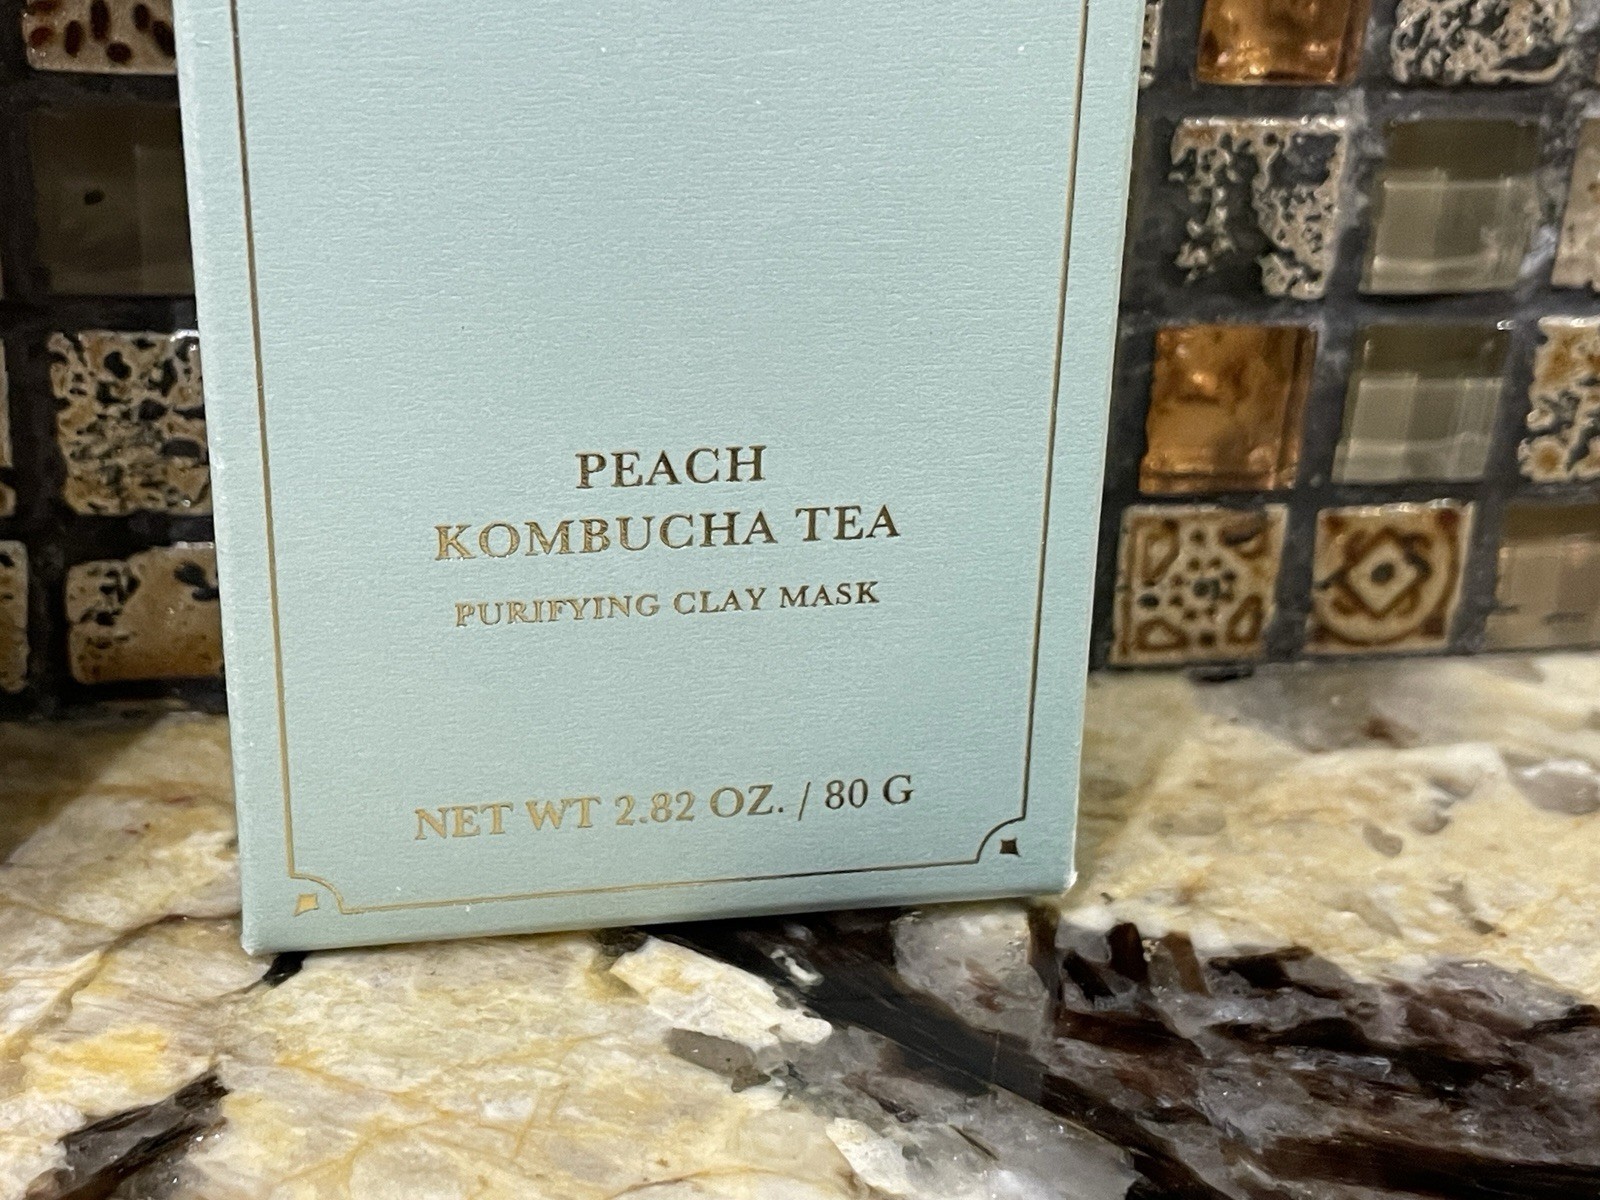 PEACH
KOMBUCHA TEA
PURIFYING CLAY MASK
NET WT 2.82 OZ. / 80 G